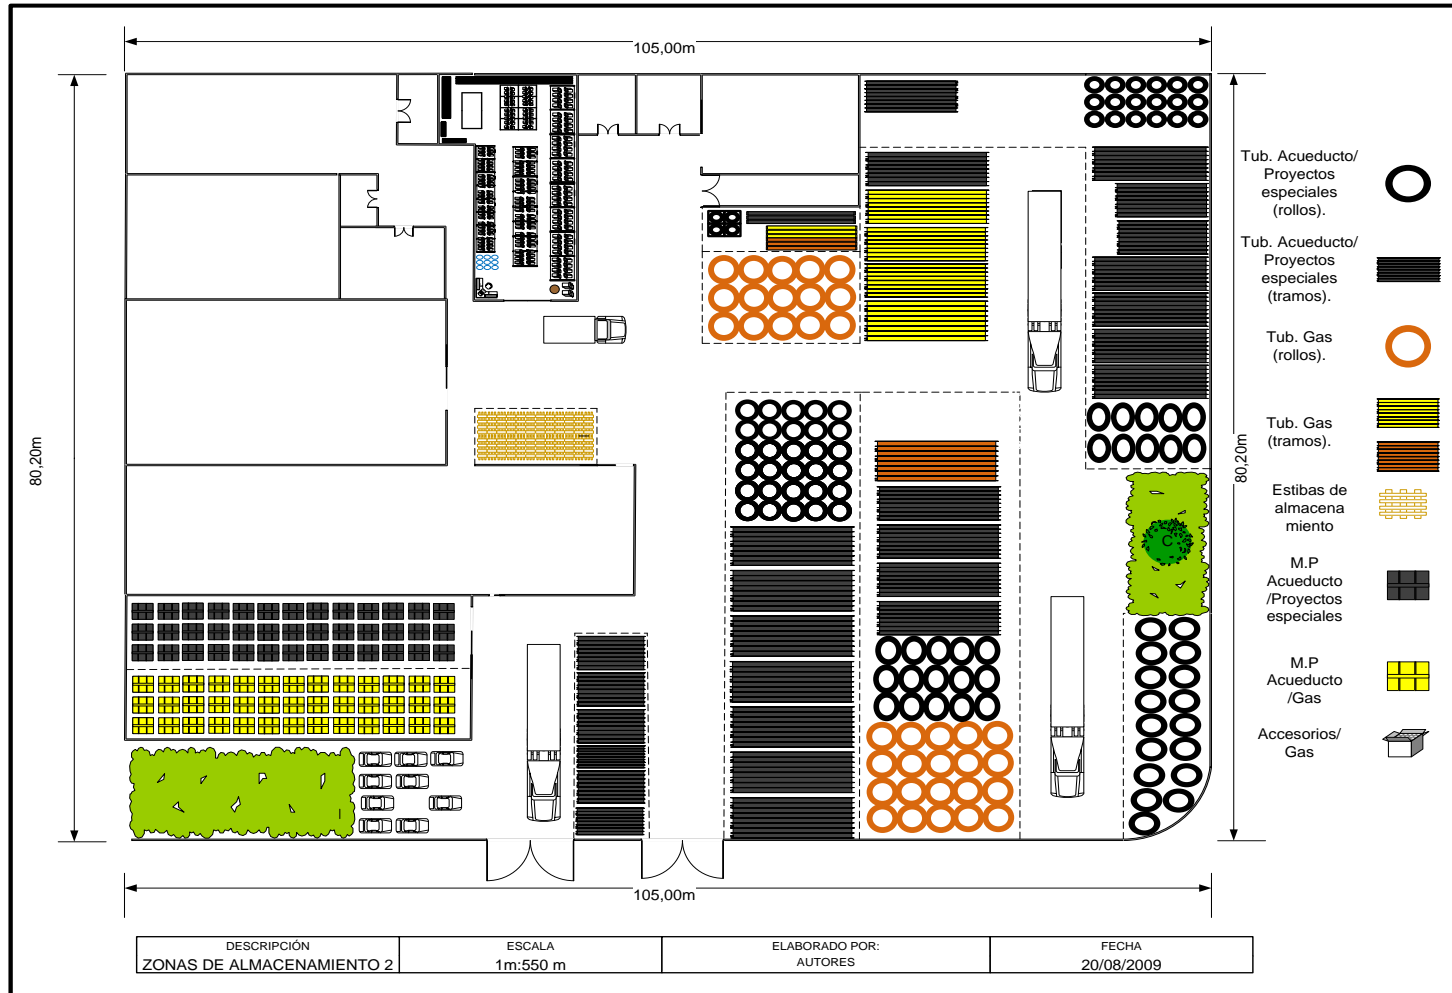 105,00m
80,20m
80,20m
Tub. Acueducto/
Proyectos
especiales
(rollos).
Tub. Acueducto/
Proyectos
especiales
(tramos).
Tub. Gas
(rollos).
Tub. Gas
(tramos).
Estibas de
almacena
miento
M.P
Acueducto
/Proyectos
especiales
M.P
Acueducto
/Gas
Accesorios/
Gas
C
105,00m
DESCRIPCIÓN
ZONAS DE ALMACENAMIENTO 2
ESCALA
1m:550 m
ELABORADO POR:
AUTORES
FECHA
20/08/2009